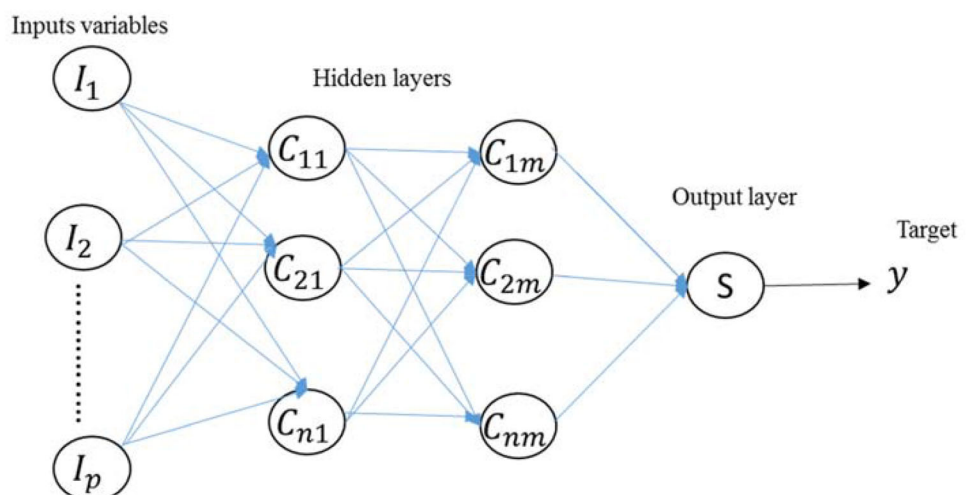 Inputs variables
I₁
Hidden layers
C₁₁
C₁ₘ
Output layer
Target
I₂
C₂₁
C₂ₘ
S
y
Iₚ
Cₙ₁
Cₙₘ